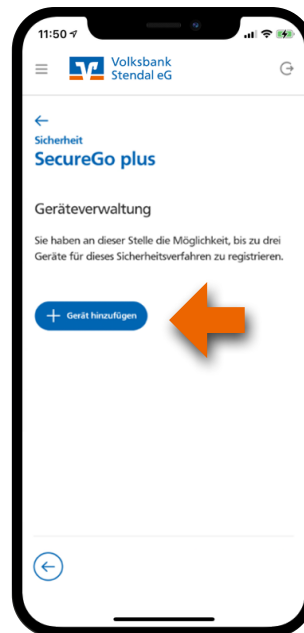 11:50
Volksbank
Stendal eG
Sicherheit
SecureGo plus
Geräteverwaltung
Sie haben an dieser Stelle die Möglichkeit, bis zu drei
Geräte für dieses Sicherheitsverfahren zu registrieren.
Gerät hinzufügen